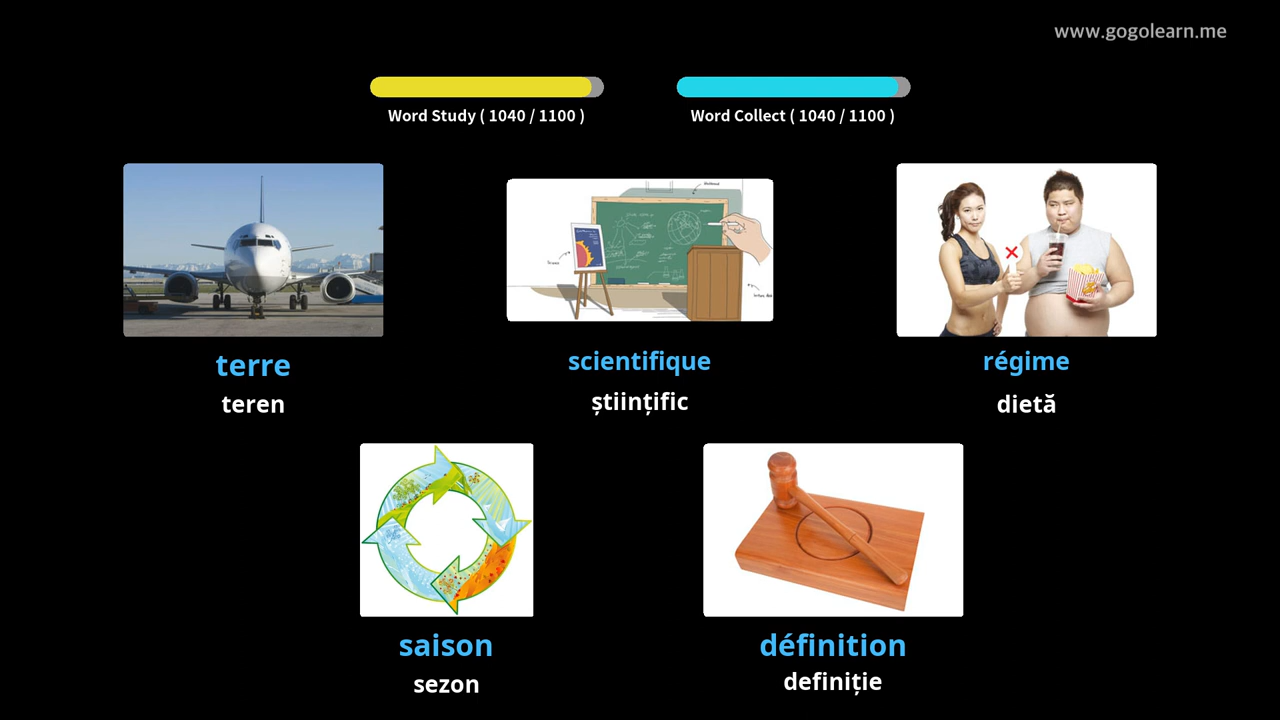 www.gogolearn.me
Word Study ( 1040 / 1100 )
Word Collect ( 1040 / 1100 )
terre
teren
scientifique
științific
régime
dietă
saison
sezon
définition
definiție